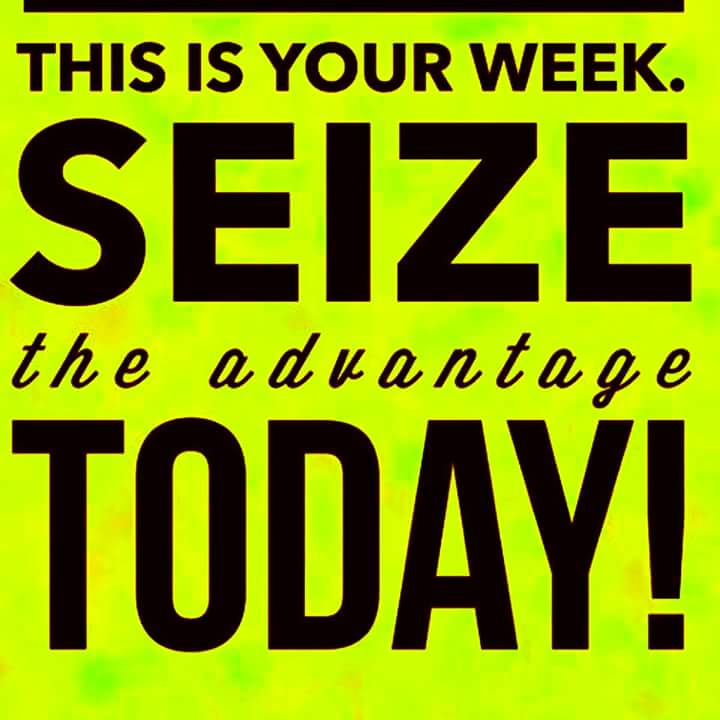 THIS IS YOUR WEEK.
SEIZE
the advantage
TODAY!